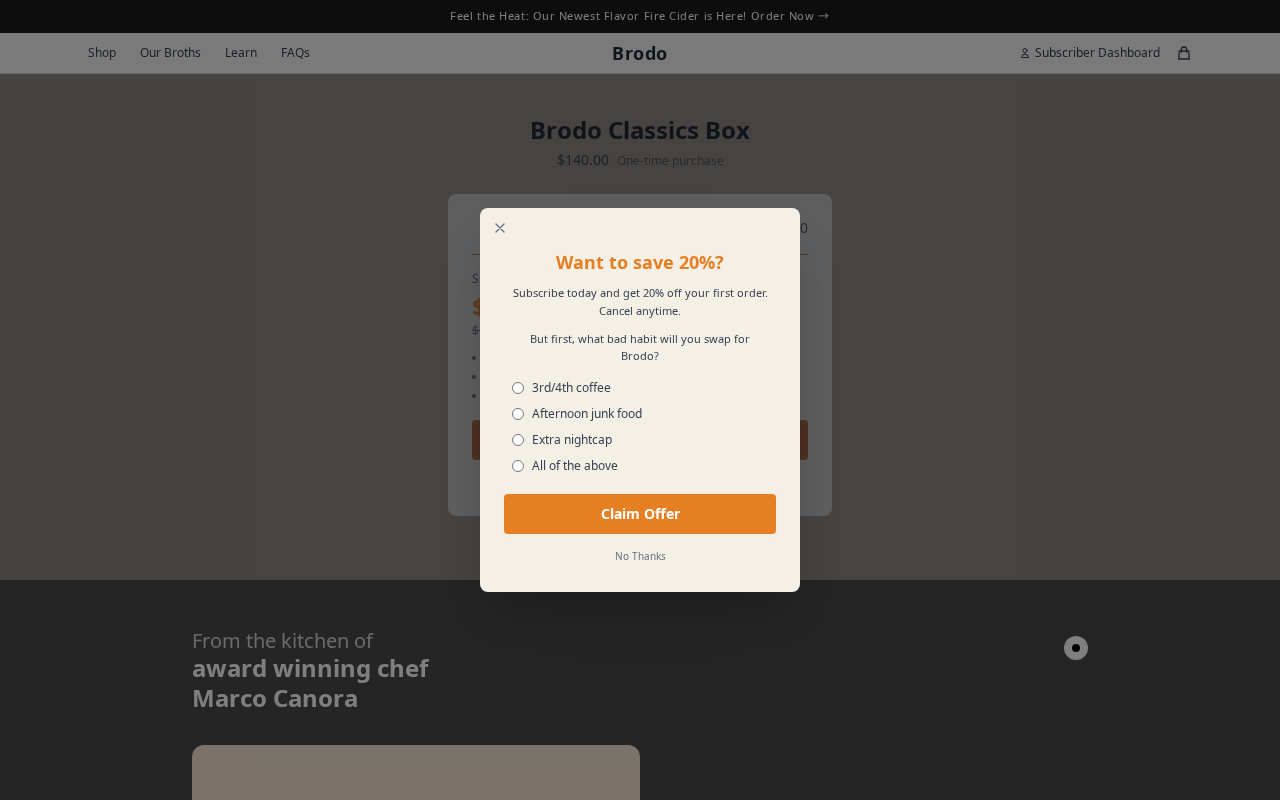 Feel the Heat: Our Newest Flavor Fire Cider is Here! Order Now →
Shop Our Broths Learn FAQs
Brodo
Subscriber Dashboard
Brodo Classics Box
$140.00 One-time purchase
Want to save 20%?
Subscribe today and get 20% off your first order.
Cancel anytime.
But first, what bad habit will you swap for
Brodo?
3rd/4th coffee
Afternoon junk food
Extra nightcap
All of the above
Claim Offer
No Thanks
From the kitchen of
award winning chef
Marco Canora